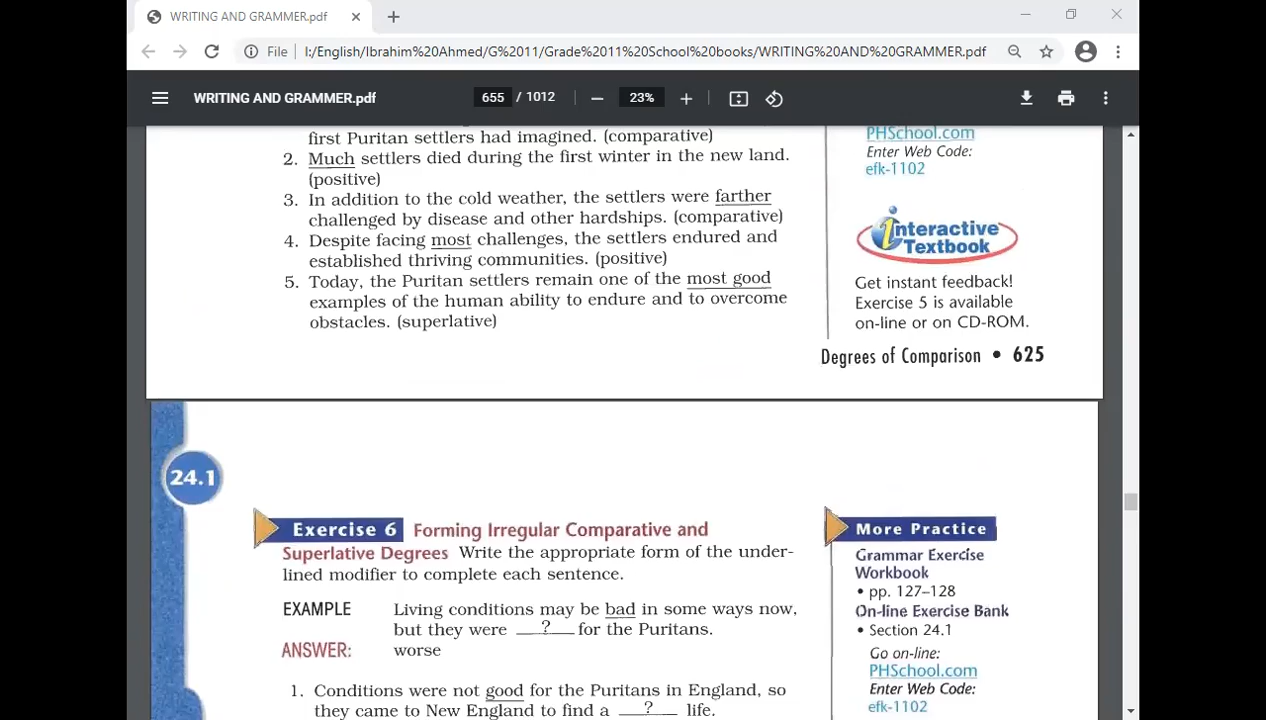 WRITING AND GRAMMER.pdf
File
I:/English/Ibrahim%20Ahmed/G%2011/Grade%2011%20School%20books/WRITING%20AND%20GRAMMER.pdf
WRITING AND GRAMMER.pdf
655 / 1012
23%
first Puritan settlers had imagined. (comparative)
2. Much settlers died during the first winter in the new land.
(positive)
3. In addition to the cold weather, the settlers were farther
challenged by disease and other hardships. (comparative)
4. Despite facing most challenges, the settlers endured and
established thriving communities. (positive)
5. Today, the Puritan settlers remain one of the most good
examples of the human ability to endure and to overcome
obstacles. (superlative)
PHSchool.com
Enter Web Code:
efk-1102
interactive
Textbook
Get instant feedback!
Exercise 5 is available
on-line or on CD-ROM.
Degrees of Comparison • 625
24.1
Exercise 6 Forming Irregular Comparative and
Superlative Degrees Write the appropriate form of the under-
lined modifier to complete each sentence.
EXAMPLE Living conditions may be bad in some ways now,
but they were __?__ for the Puritans.
ANSWER: worse
1. Conditions were not good for the Puritans in England, so
they came to New England to find a __?__ life.
More Practice
Grammar Exercise
Workbook
• pp. 127–128
On-line Exercise Bank
• Section 24.1
Go on-line:
PHSchool.com
Enter Web Code:
efk-1102